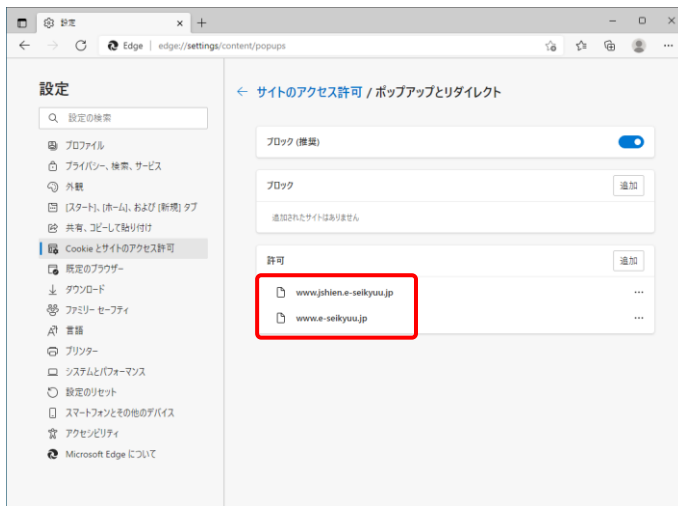 設定
Edge | edge://settings/content/popups
設定
設定の検索
プロファイル
プライバシー、検索、サービス
外観
[スタート]、[ホーム]、および [新規] タブ
共有、コピーして貼り付け
Cookie とサイトのアクセス許可
既定のブラウザー
ダウンロード
ファミリー セーフティ
言語
プリンター
システムとパフォーマンス
設定のリセット
スマートフォンとその他のデバイス
アクセシビリティ
Microsoft Edge について
サイトのアクセス許可 / ポップアップとリダイレクト
ブロック (推奨)
ブロック
追加
追加されたサイトはありません
許可
追加
www.jshien.e-seikyuu.jp
www.e-seikyuu.jp